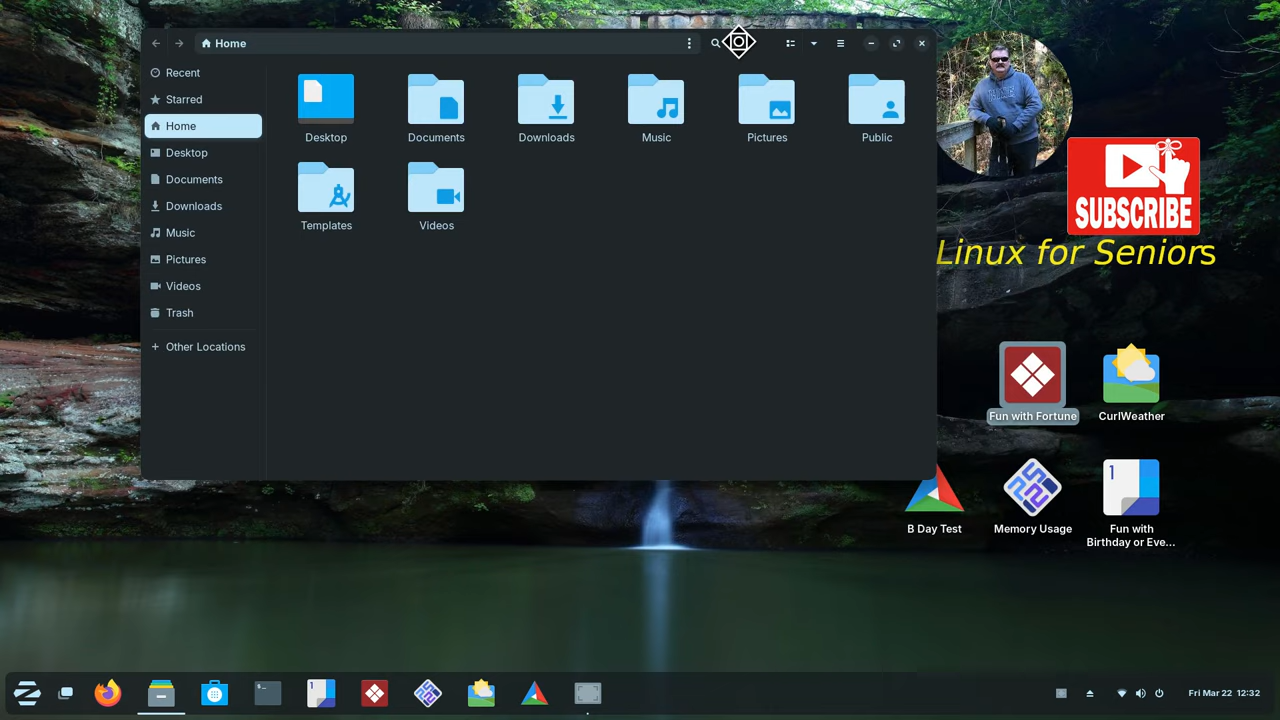 Home
Recent
Starred
Home
Desktop
Documents
Downloads
Music
Pictures
Videos
Trash
Other Locations
Desktop
Documents
Downloads
Music
Pictures
Public
Templates
Videos
SUBSCRIBE
Linux for Seniors
Fun with Fortune
CurlWeather
B Day Test
Memory Usage
Fun with
Birthday or Eve...
Fri Mar 22 12:32